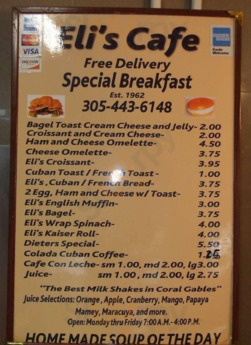 VISA
Eli's Cafe
Free Delivery
Special Breakfast
Est. 1962
305-443-6148
Bagel Toast Cream Cheese and Jelly- 2.00
Croissant and Cream Cheese- 2.00
Ham and Cheese Omelette- 4.50
Cheese Omelette- 3.75
Eli's Croissant- 3.95
Cuban Toast / French Toast - 1.00
Eli's ,Cuban / French Bread- 3.75
2 Egg, Ham and Cheese w/ Toast- 3.75
Eli's English Muffin- 3.00
Eli's Bagel- 3.75
Eli's Wrap Spinach- 4.00
Eli's Kaiser Roll- 4.00
Dieters Special- 5.50
Colada Cuban Coffee-
Cafe Con Leche- sm 1.00, md 2.00, lg 3.00
Juice- sm 1.00 , md 2.00, lg 2.75
"The Best Milk Shakes in Coral Gables"
Juice Selections: Orange , Apple, Cranberry, Mango, Papaya
Mamey, Maracuya, and more.
Open: Monday thru Friday 7:00 A.M.- 4:00 P.M.
HOME MADE SOUP OF THE DAY